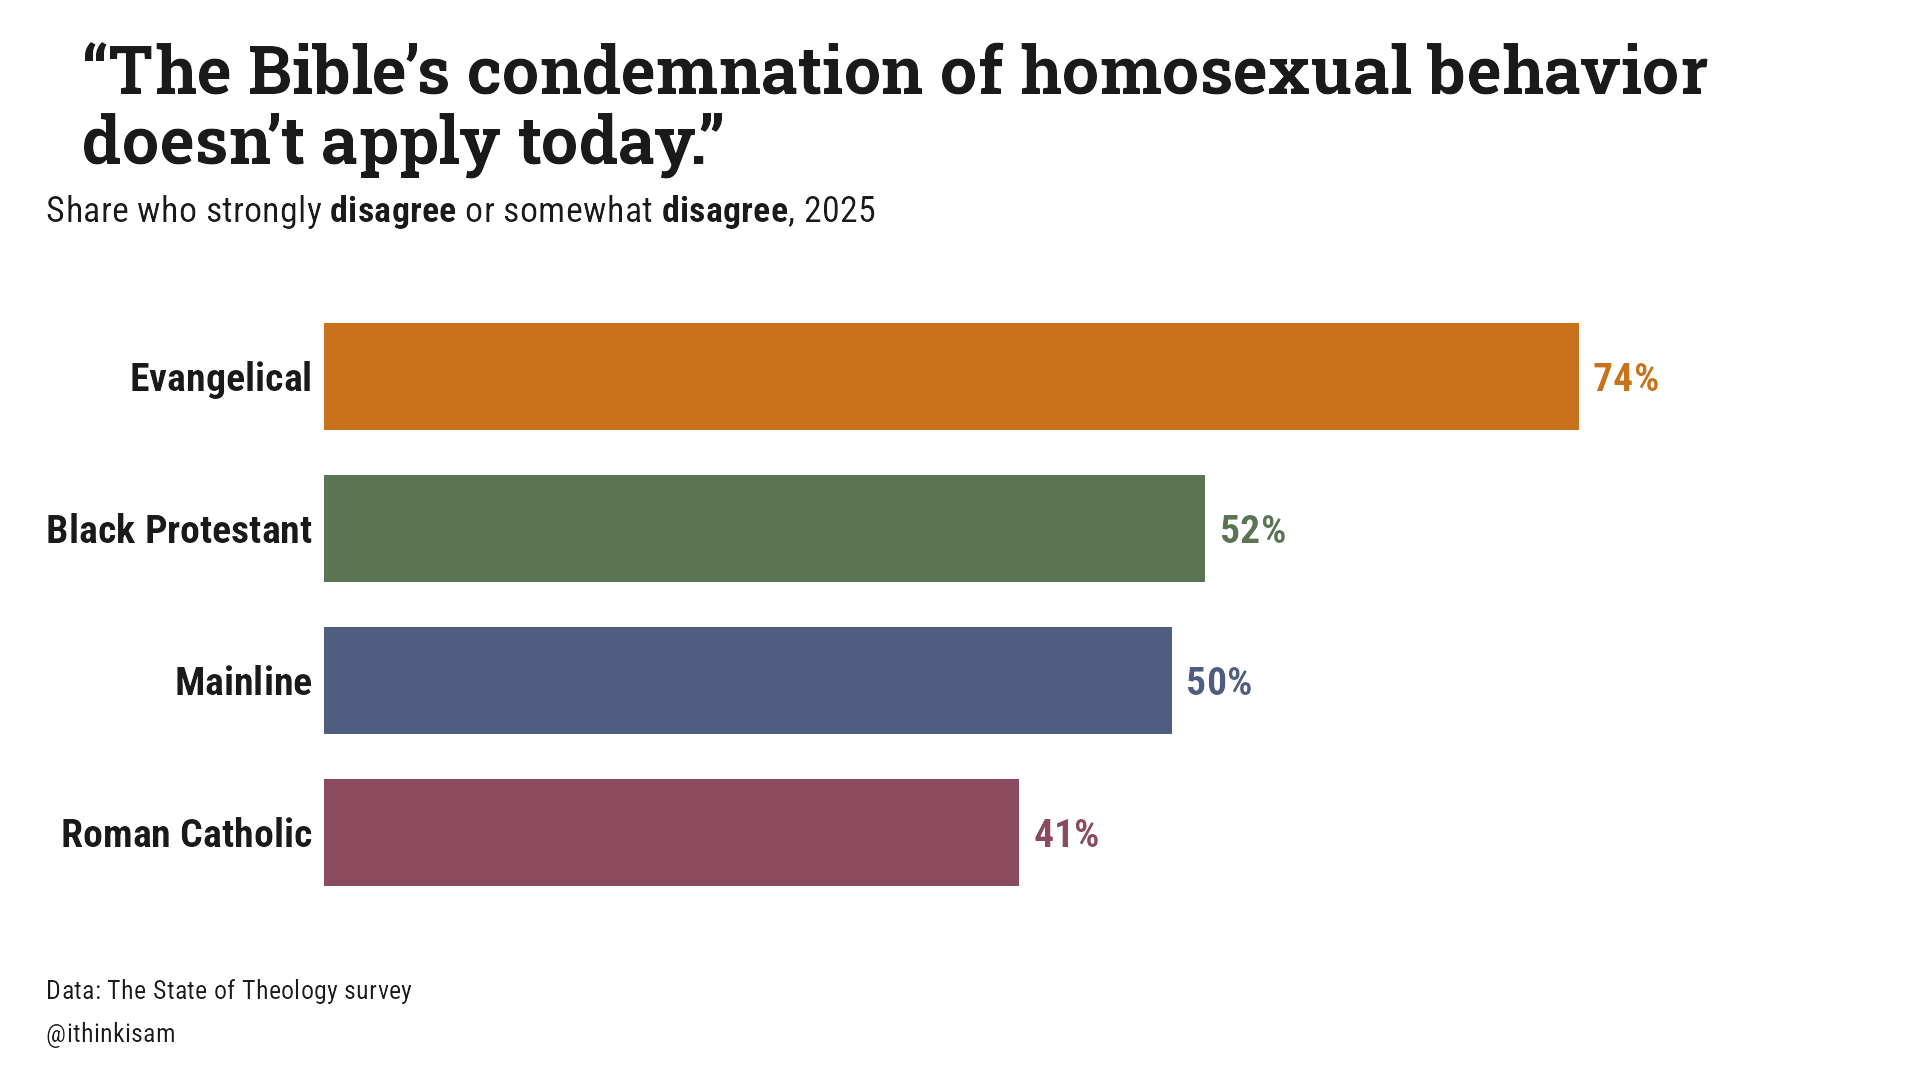 “The Bible’s condemnation of homosexual behavior
doesn’t apply today.”
Share who strongly disagree or somewhat disagree, 2025
Evangelical 74%
Black Protestant 52%
Mainline 50%
Roman Catholic 41%
Data: The State of Theology survey
@ithinkisam